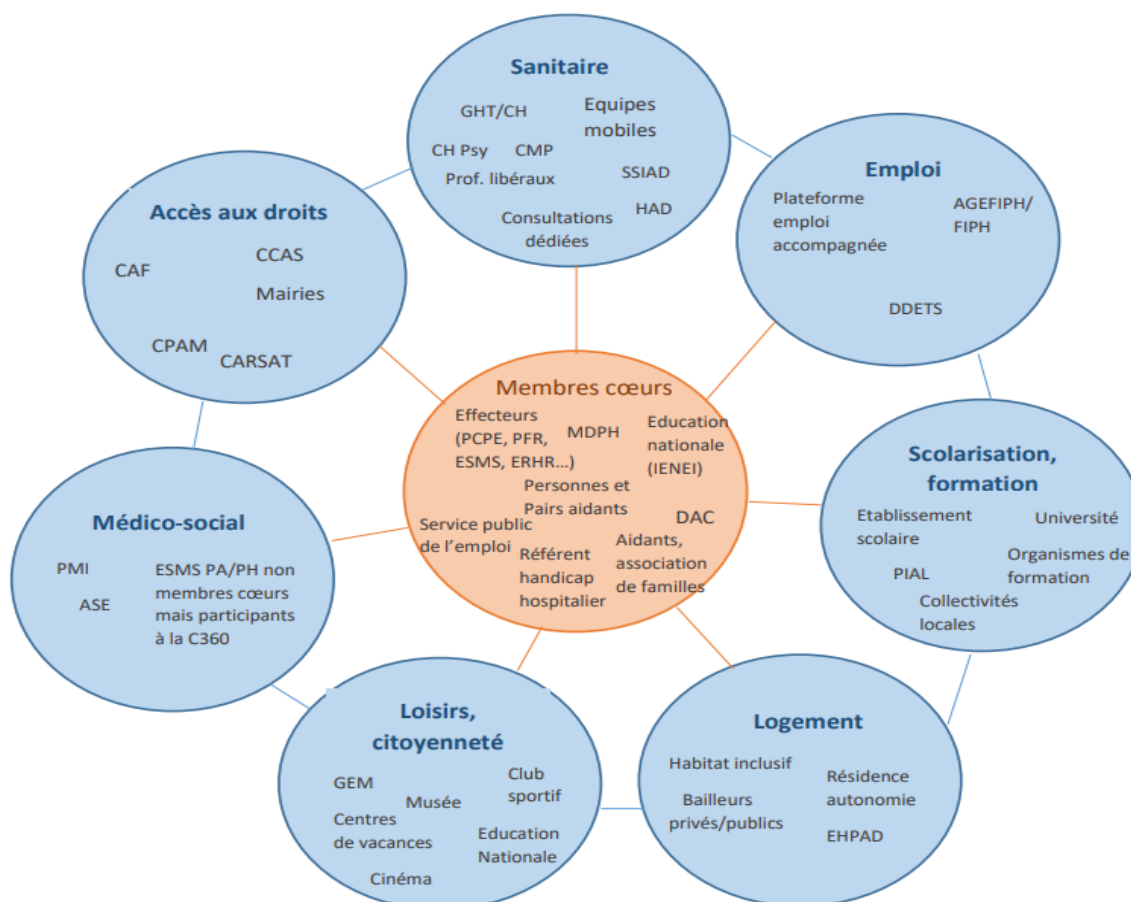 Sanitaire
GHT/CH
Equipes
mobiles
CH Psy
CMP
Prof. libéraux
SSIAD
HAD
Consultations
dédiées
Emploi
Plateforme
emploi
accompagnée
AGEFIPH/
FIPH
DDETS
Accès aux droits
CAF
CCAS
Mairies
CPAM
CARSAT
Membres cœurs
Effecteurs
(PCPE, PFR,
ESMS, ERHR…)
MDPH
Education
nationale
(IENEI)
Personnes et
Pairs aidants
DAC
Service public
de l’emploi
Référent
handicap
hospitalier
Aidants,
association
de familles
Scolarisation,
formation
Etablissement
scolaire
Université
PIAL
Organismes de
formation
Collectivités
locales
Médico-social
PMI
ASE
ESMS PA/PH non
membres cœurs
mais participants
à la C360
Loisirs,
citoyenneté
GEM
Musée
Club
sportif
Centres
de vacances
Education
Nationale
Cinéma
Logement
Habitat inclusif
Résidence
autonomie
Bailleurs
privés/publics
EHPAD